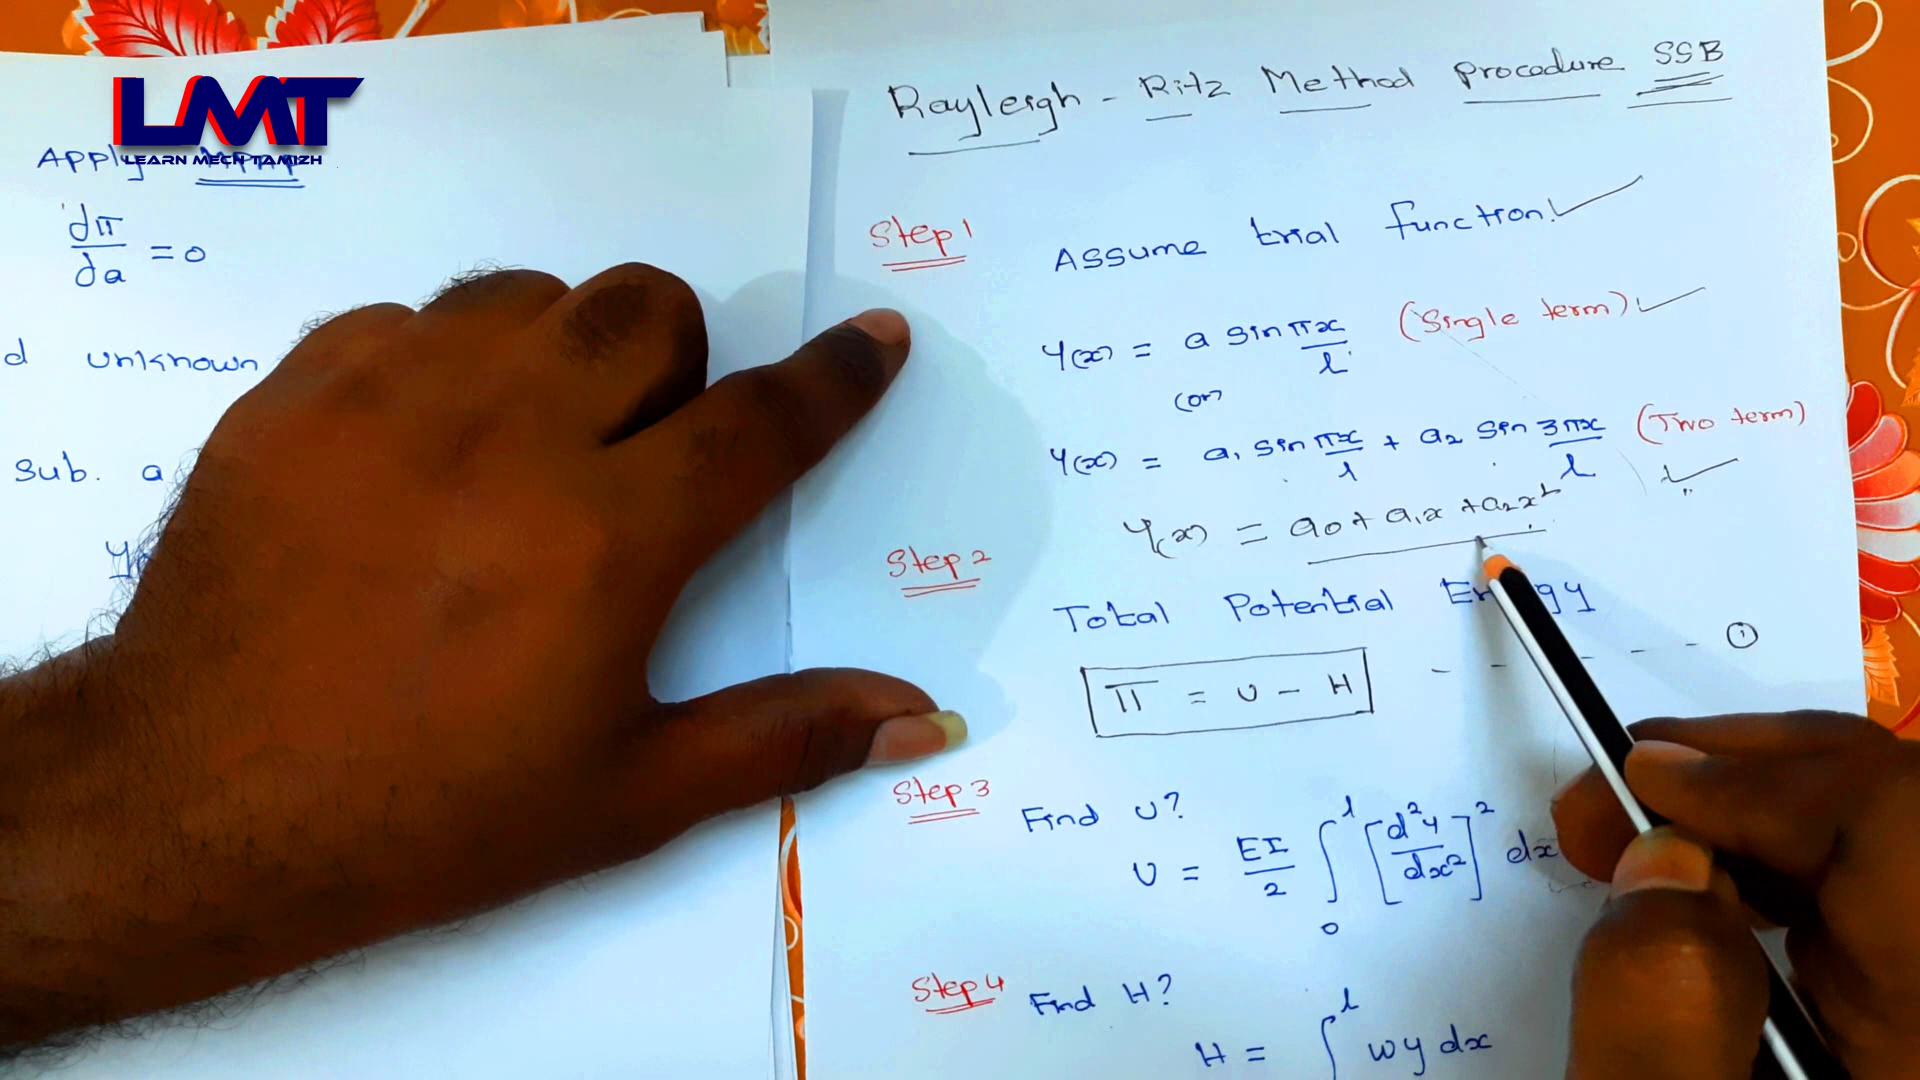 LMT
LEARN MECH TAMIZH
Apply
dπ/da = 0
d unknown
Sub. a
Rayleigh - Ritz Method Procedure SSB
Step 1
Assume trial function.
Y(x) = a sin πx/l (Single term)
(or)
Y(x) = a1 sin πx/l + a2 sin 3πx/l (Two term)
Y(x) = a0 + a1x + a2x²
Step 2
Total Potential Energy
π = U - H - - - - - ①
Step 3
Find U?
U = EI/2 ∫₀ˡ [d²y/dx²]² dx
Step 4
Find H?
H = ∫ˡ wy dx